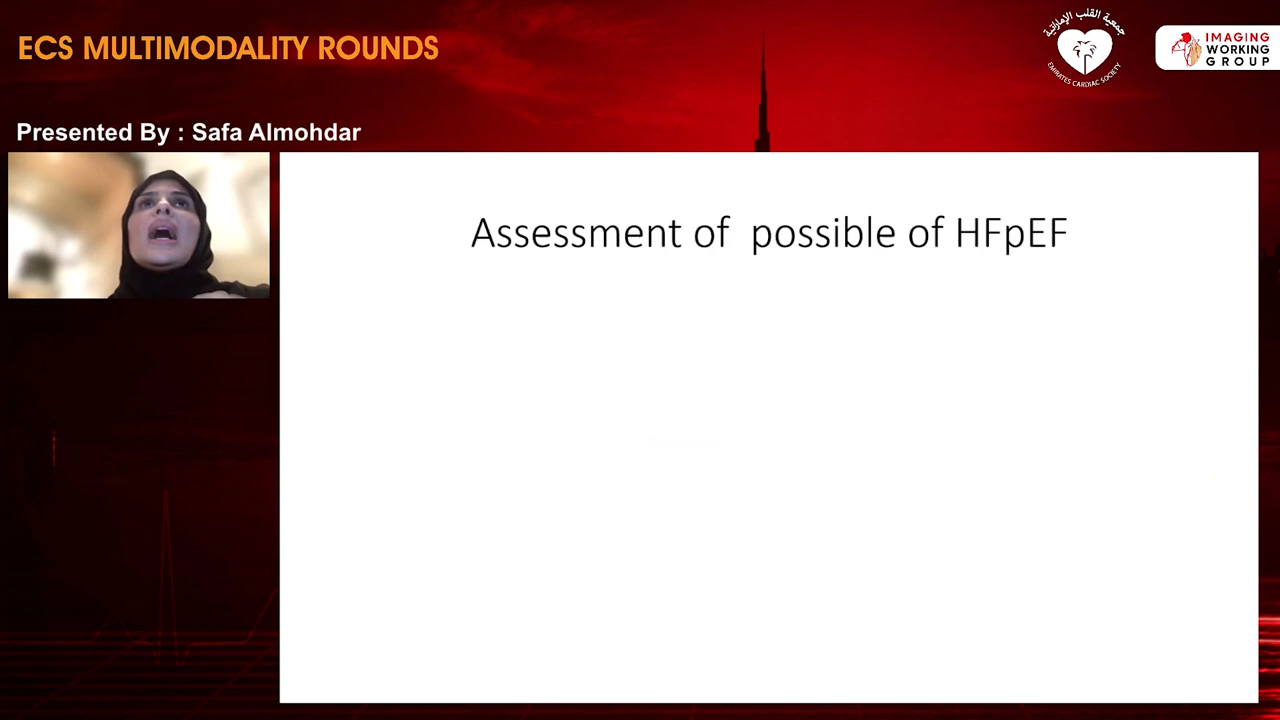 ECS MULTIMODALITY ROUNDS
جمعية القلب الإماراتية
EMIRATES CARDIAC SOCIETY
IMAGING
WORKING
GROUP
Presented By : Safa Almohdar
Assessment of  possible of HFpEF